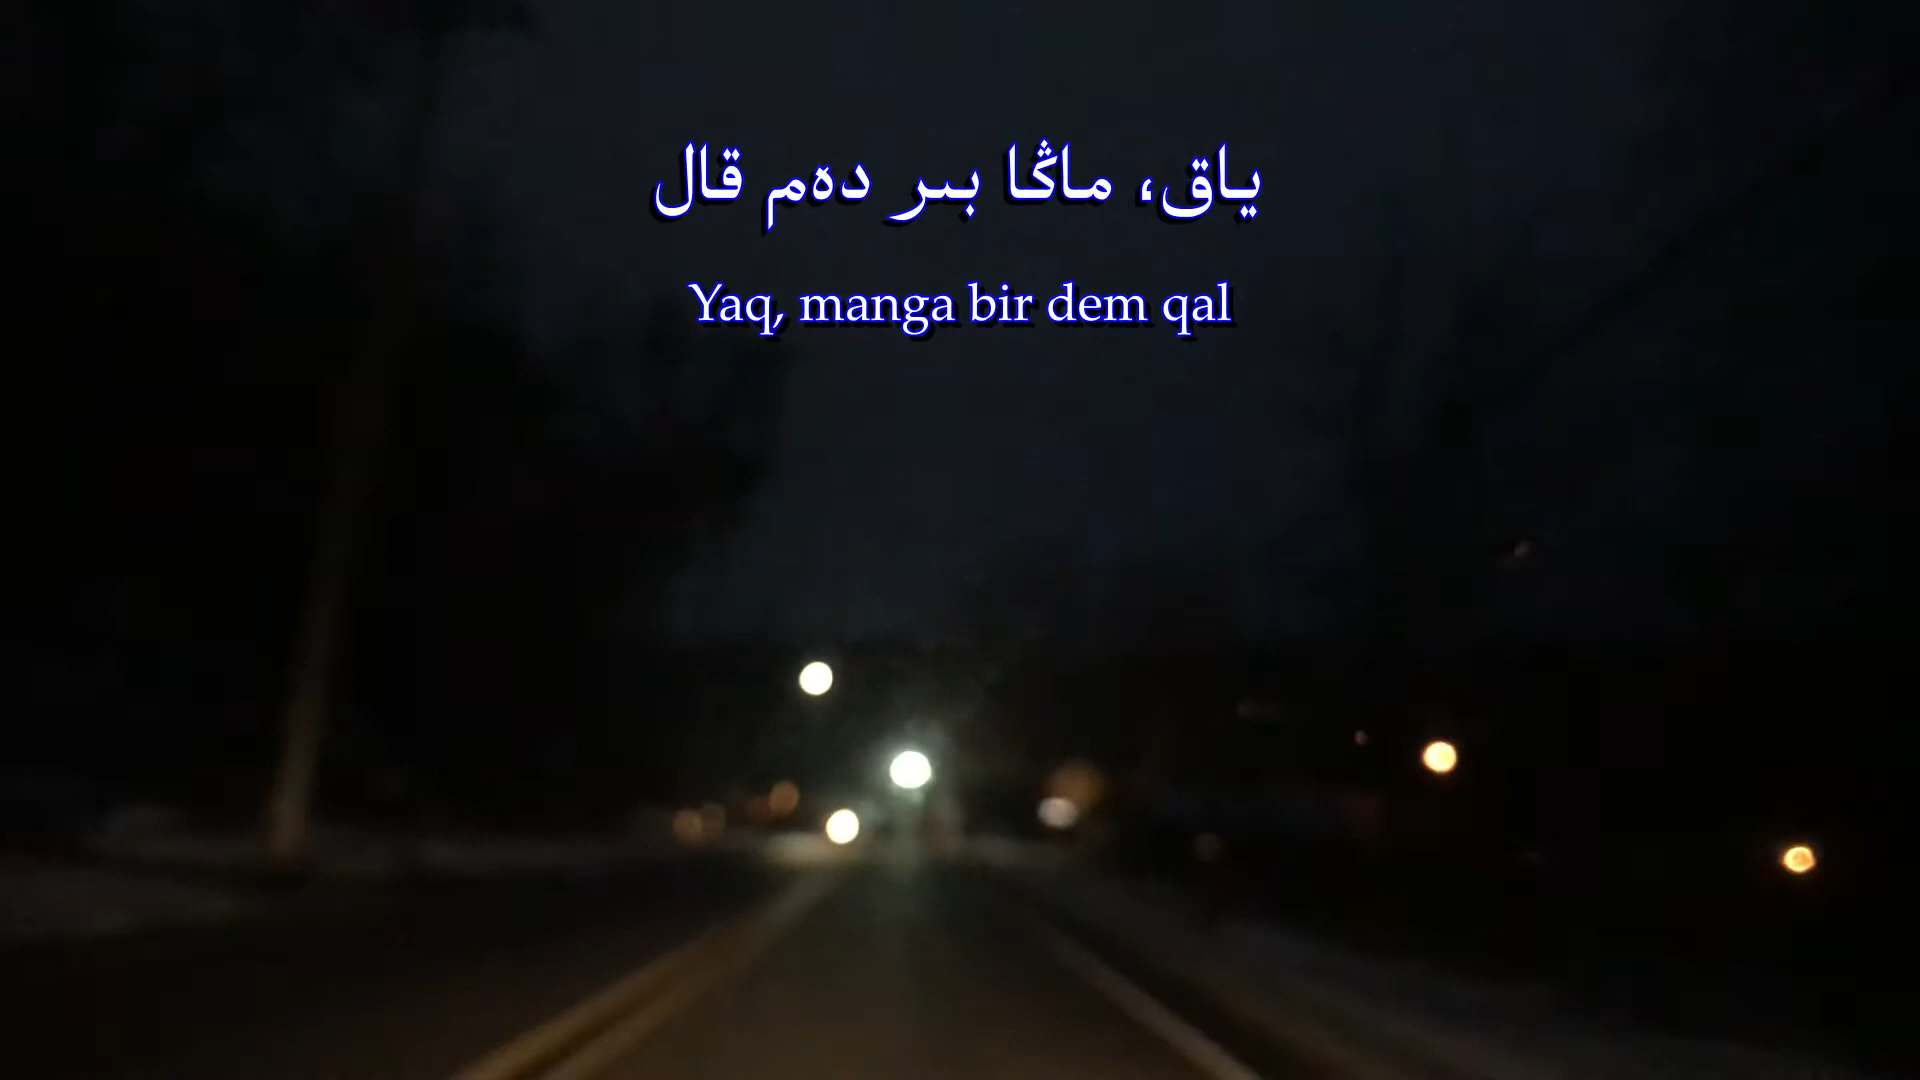 ياق، ماڭا بىر دەم قال
Yaq, manga bir dem qal